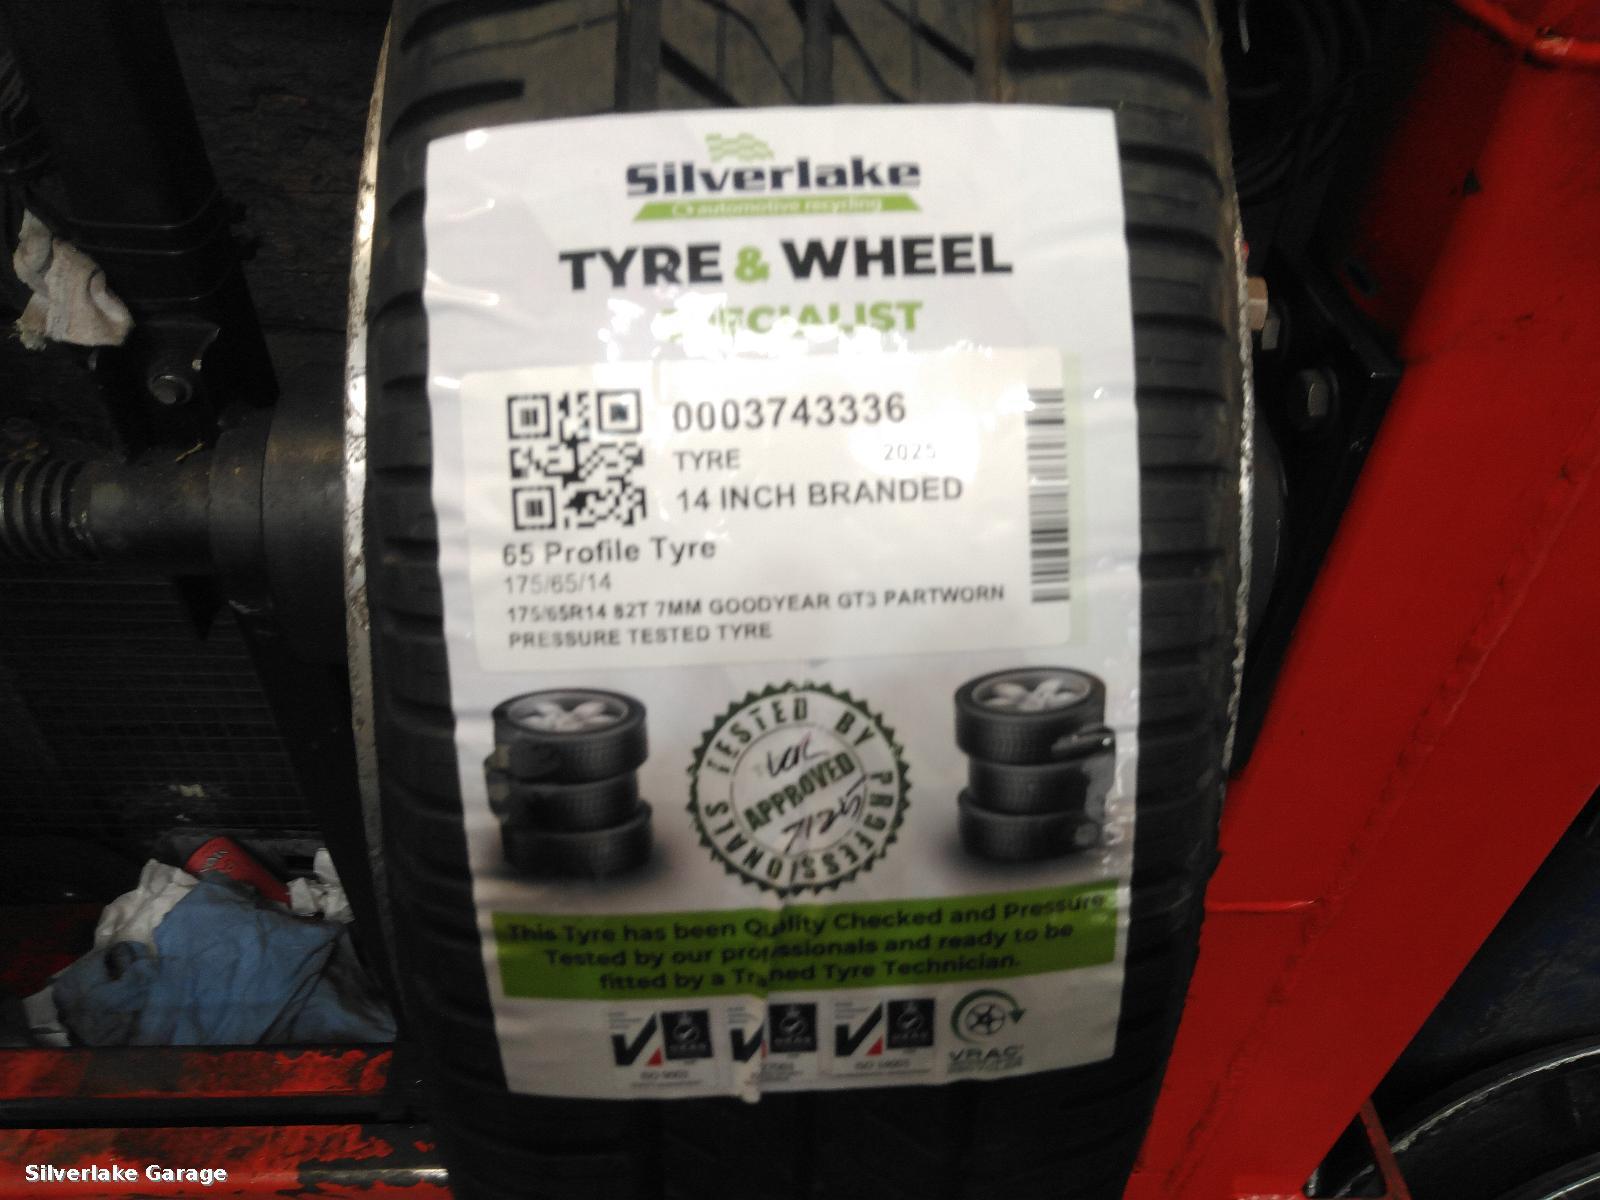 Silverlake
automotive recycling
TYRE & WHEEL
SPECIALIST
0003743336
TYRE 2025
14 INCH BRANDED
65 Profile Tyre
175/65/14
175/65R14 82T 7MM GOODYEAR GT3 PARTWORN
PRESSURE TESTED TYRE
TESTED BY PROFESSIONALS
APPROVED
This Tyre has been Quality Checked and Pressure
Tested by our professionals and ready to be
fitted by a Trained Tyre Technician.
ISO 9001
VRAC
Silverlake Garage